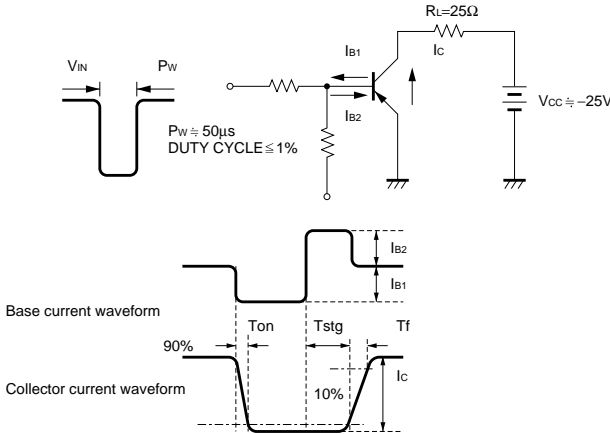 RL=25Ω
IB1
IC
VIN
PW
IB2
VCC≒−25V
PW≒50μs
DUTY CYCLE≦1%
IB2
IB1
Base current waveform
Ton
Tstg
Tf
90%
IC
Collector current waveform
10%